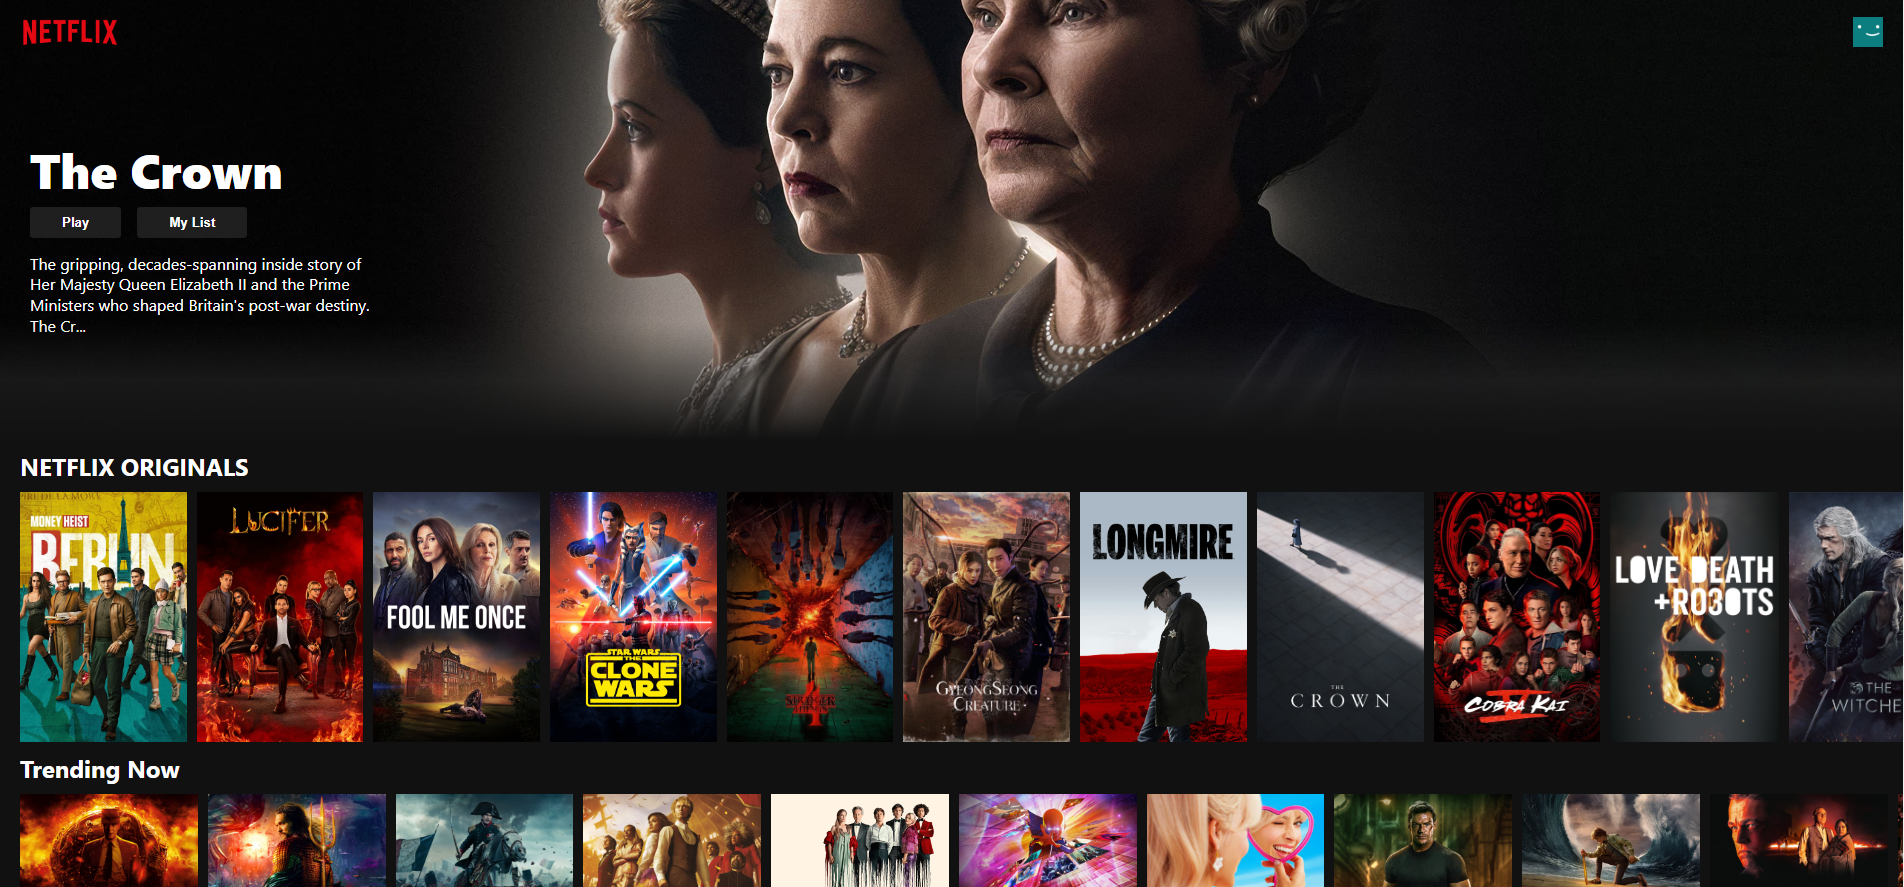 NETFLIX
The Crown
Play
My List
The gripping, decades-spanning inside story of
Her Majesty Queen Elizabeth II and the Prime
Ministers who shaped Britain's post-war destiny.
The Cr...
NETFLIX ORIGINALS
MONEY HEIST
BERLIN
LUCIFER
FOOL ME ONCE
STAR WARS
THE
CLONE
WARS
STRANGER
THINGS
4
GYEONGSEONG
CREATURE
LONGMIRE
THE
CROWN
V
COBRA KAI
LOVE DEATH
+RO3OTS
THE
WITCHE
Trending Now